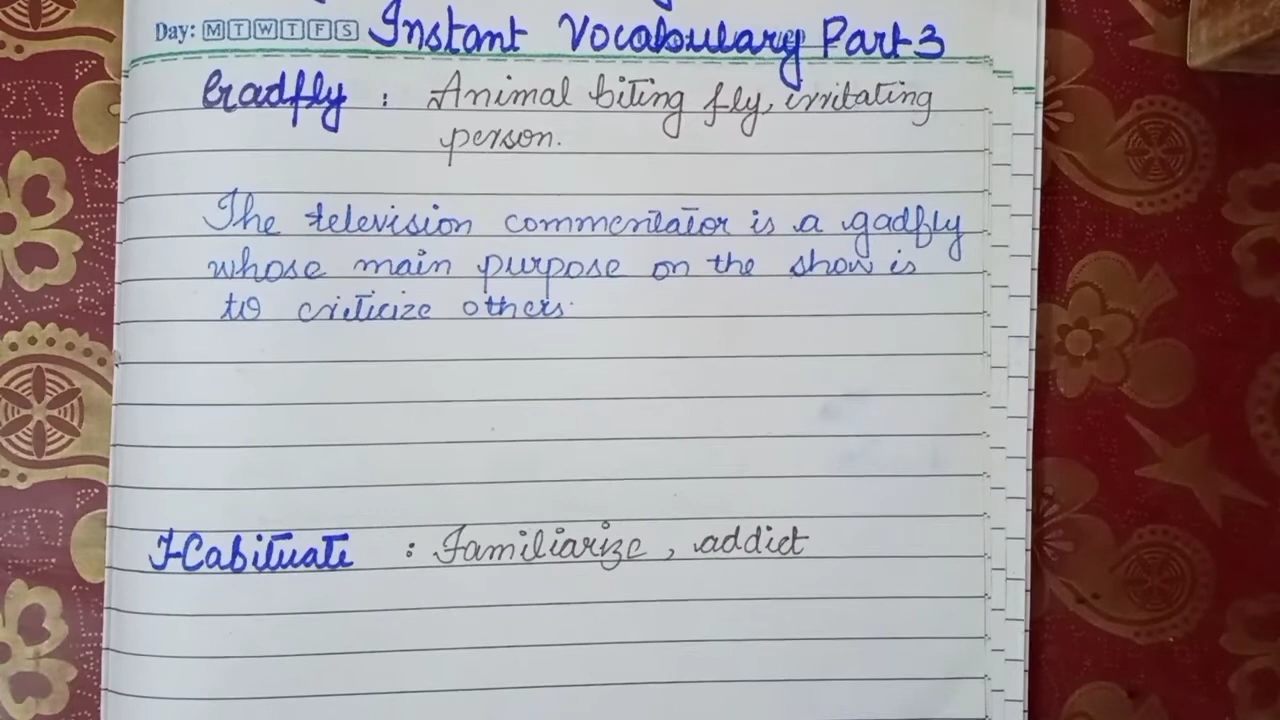 Day: M T W T F S Instant Vocabulary Part-3
Gadfly : Animal biting fly, irritating
person.
The television commentator is a gadfly
whose main purpose on the show is
to criticize others.
Habituate : Familiarize, addict